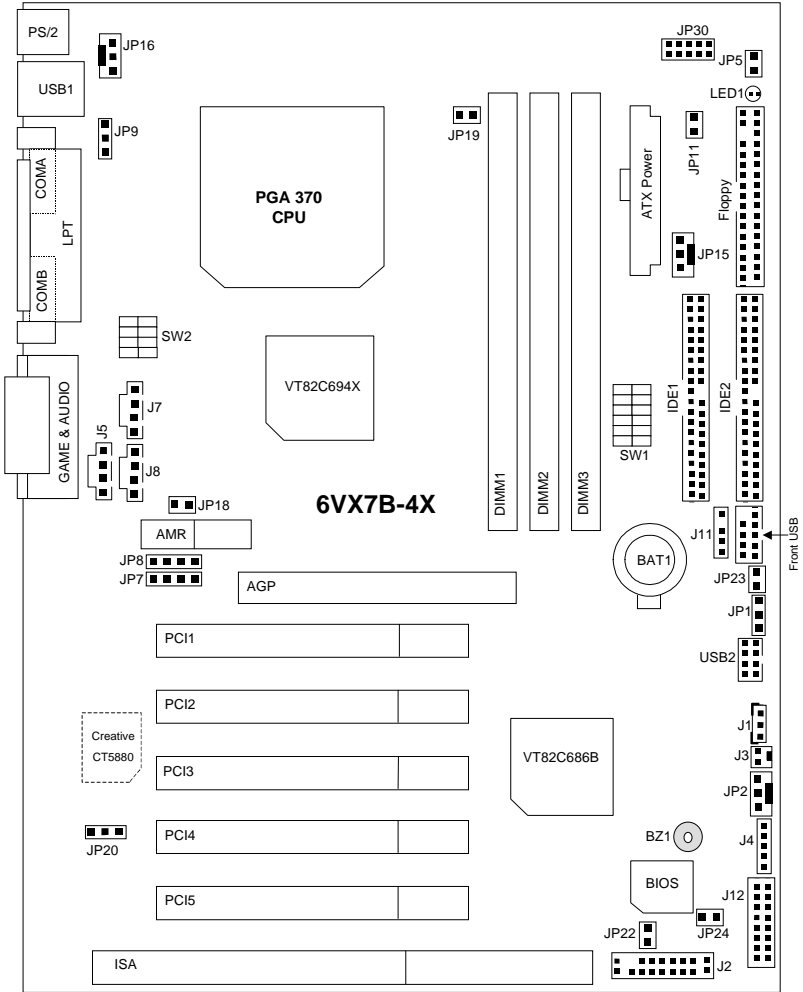 PS/2
JP16
JP30
JP5
USB1
LED1
JP9
JP19
JP11
COMA
LPT
COMB
PGA 370
CPU
ATX Power
Floppy
JP15
SW2
VT82C694X
IDE1
IDE2
GAME & AUDIO
J7
J5
J8
SW1
JP18
6VX7B-4X
DIMM1
DIMM2
DIMM3
AMR
J11
Front USB
JP8
JP7
BAT1
AGP
JP23
JP1
PCI1
USB2
PCI2
Creative
CT5880
J1
VT82C686B
J3
PCI3
JP2
JP20
PCI4
BZ1
J4
BIOS
J12
PCI5
JP22
JP24
ISA
J2